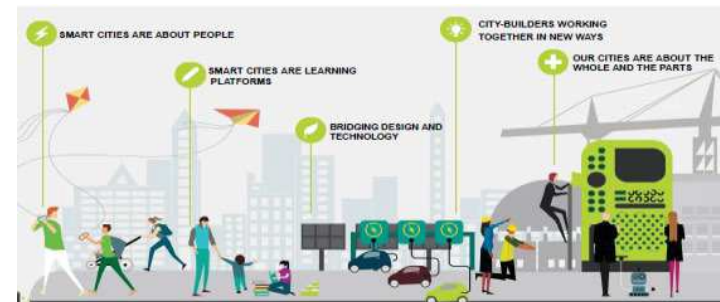 SMART CITIES ARE ABOUT PEOPLE
SMART CITIES ARE LEARNING
PLATFORMS
BRIDGING DESIGN AND
TECHNOLOGY
CITY-BUILDERS WORKING
TOGETHER IN NEW WAYS
OUR CITIES ARE ABOUT THE
WHOLE AND THE PARTS